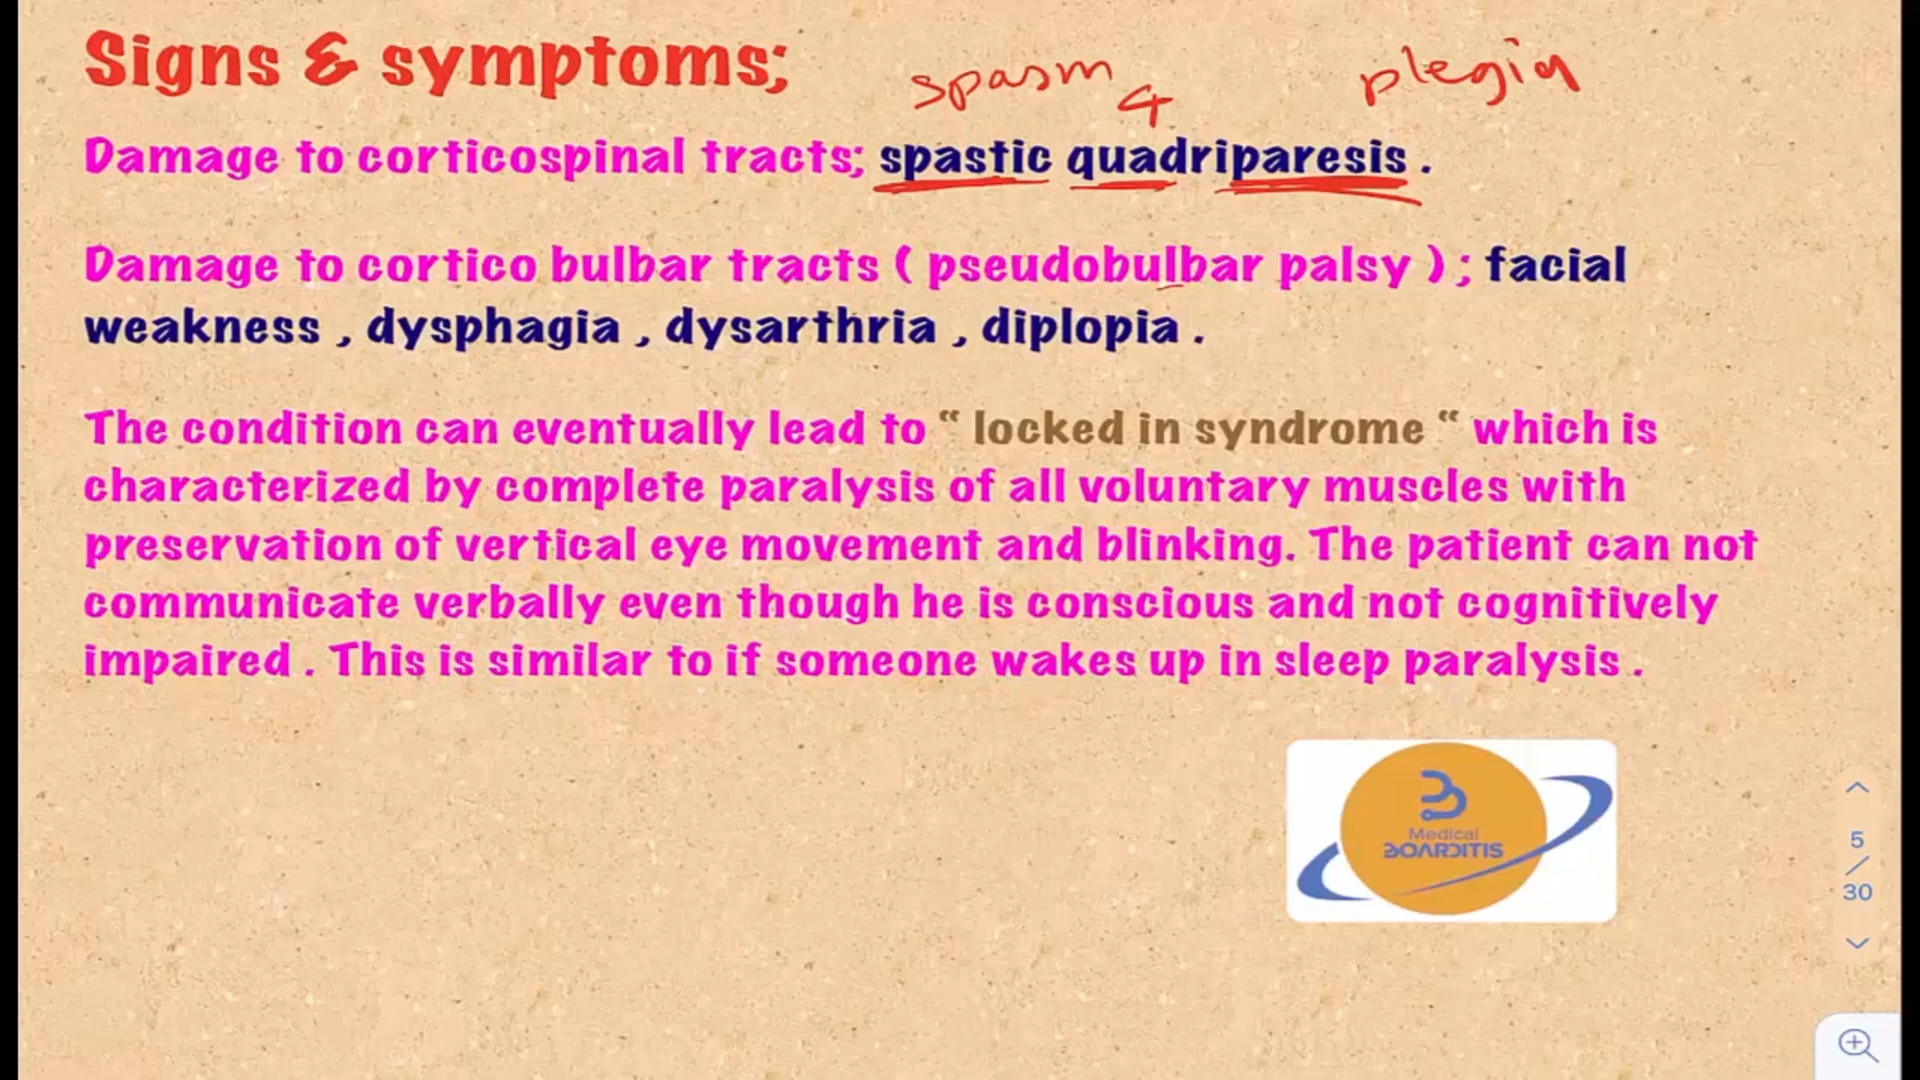 Signs & symptoms;
spasm 4 plegia
Damage to corticospinal tracts; spastic quadriparesis .
Damage to cortico bulbar tracts ( pseudobulbar palsy ) ; facial
weakness , dysphagia , dysarthria , diplopia .
The condition can eventually lead to “ locked in syndrome “ which is
characterized by complete paralysis of all voluntary muscles with
preservation of vertical eye movement and blinking. The patient can not
communicate verbally even though he is conscious and not cognitively
impaired . This is similar to if someone wakes up in sleep paralysis .
Medical
BOARDITIS
5
/
30